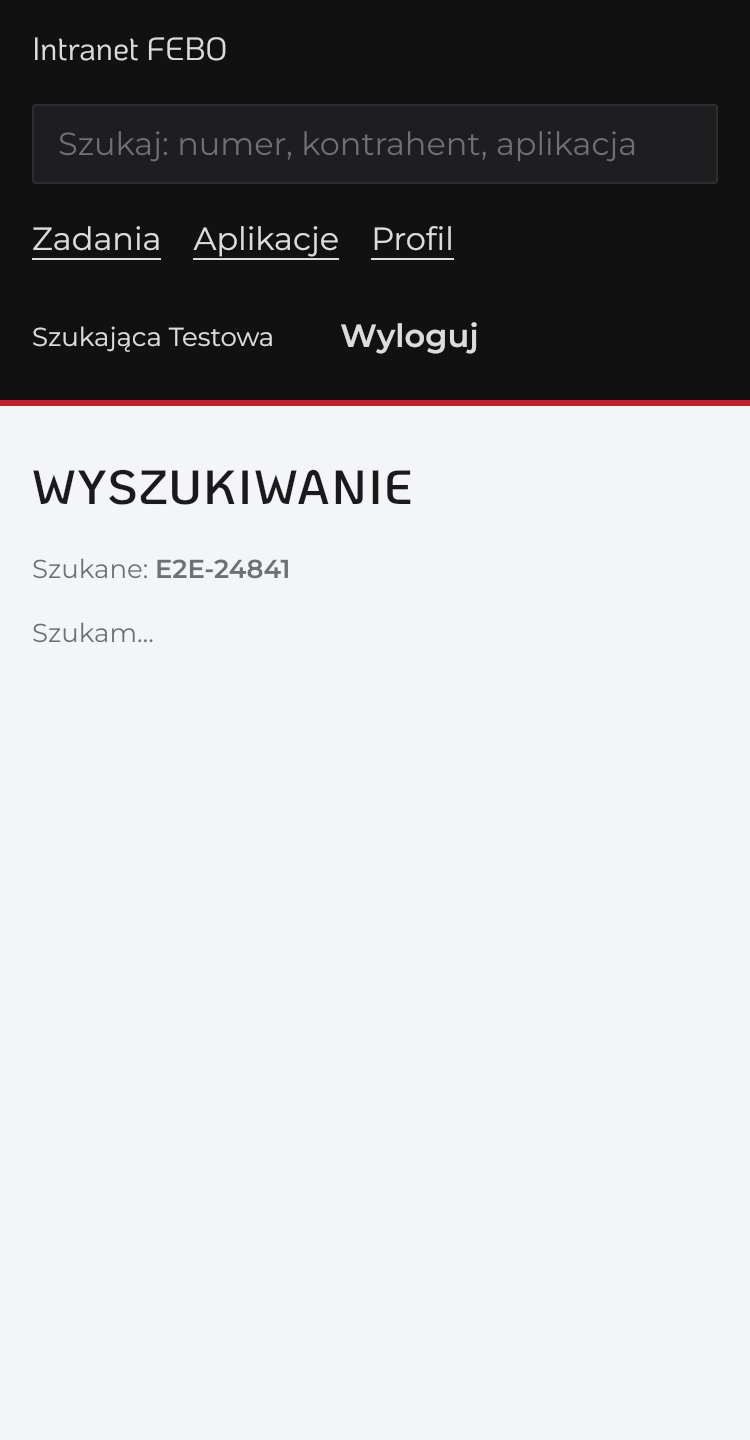 Intranet FEBO
Szukaj: numer, kontrahent, aplikacja
Zadania Aplikacje Profil
Szukająca Testowa Wyloguj
WYSZUKIWANIE
Szukane: E2E-24841
Szukam...